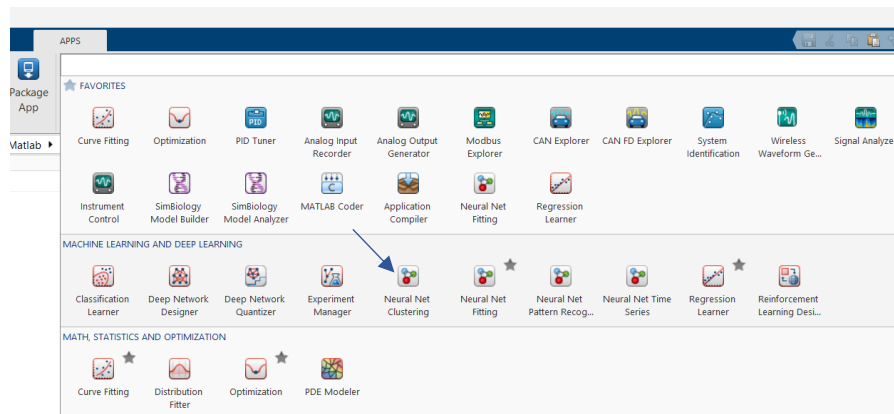 APPS
Package
App
Matlab
FAVORITES
Curve Fitting
Optimization
PID Tuner
Analog Input
Recorder
Analog Output
Generator
Modbus
Explorer
CAN Explorer
CAN FD Explorer
System
Identification
Wireless
Waveform Ge...
Signal Analyze
Instrument
Control
SimBiology
Model Builder
SimBiology
Model Analyzer
MATLAB Coder
Application
Compiler
Neural Net
Fitting
Regression
Learner
MACHINE LEARNING AND DEEP LEARNING
Classification
Learner
Deep Network
Designer
Deep Network
Quantizer
Experiment
Manager
Neural Net
Clustering
Neural Net
Fitting
Neural Net
Pattern Recog...
Neural Net Time
Series
Regression
Learner
Reinforcement
Learning Desi...
MATH, STATISTICS AND OPTIMIZATION
Curve Fitting
Distribution
Fitter
Optimization
PDE Modeler
PID
C